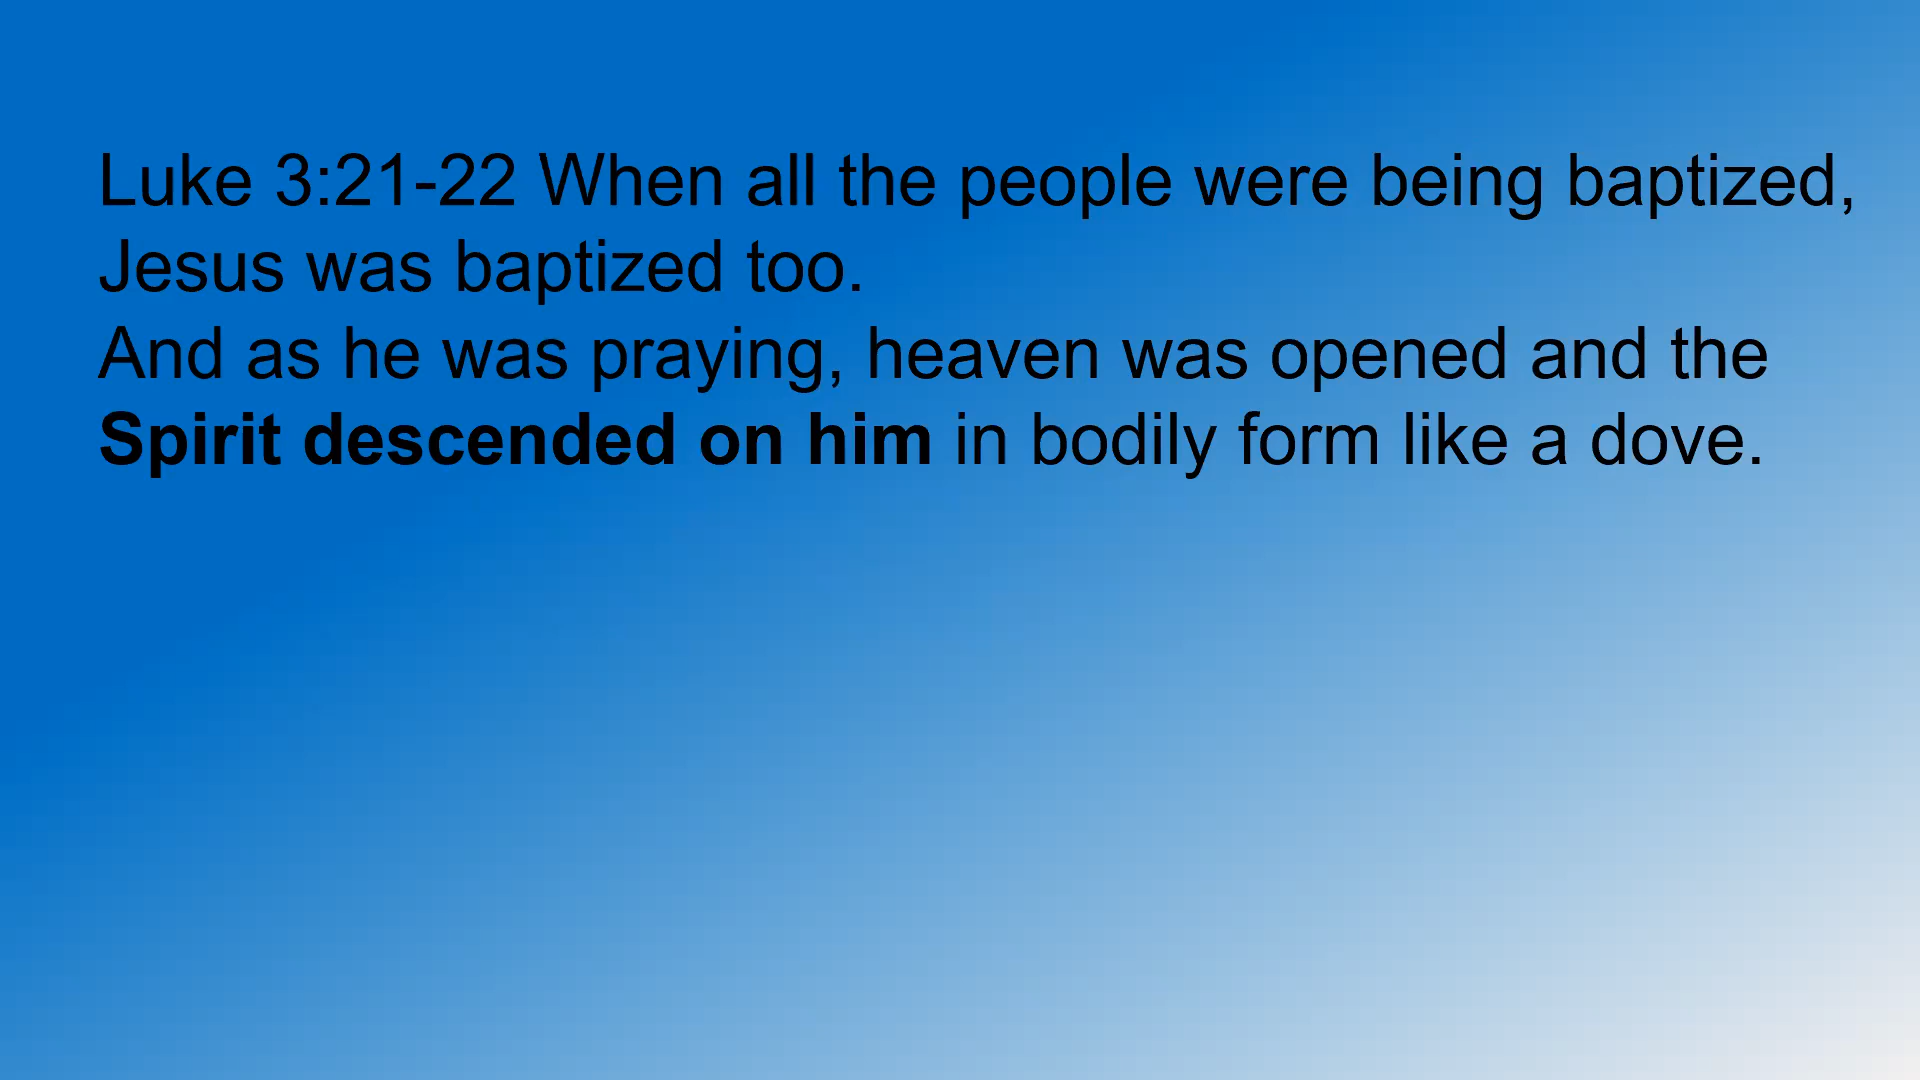 Luke 3:21-22 When all the people were being baptized,
Jesus was baptized too.
And as he was praying, heaven was opened and the
Spirit descended on him in bodily form like a dove.